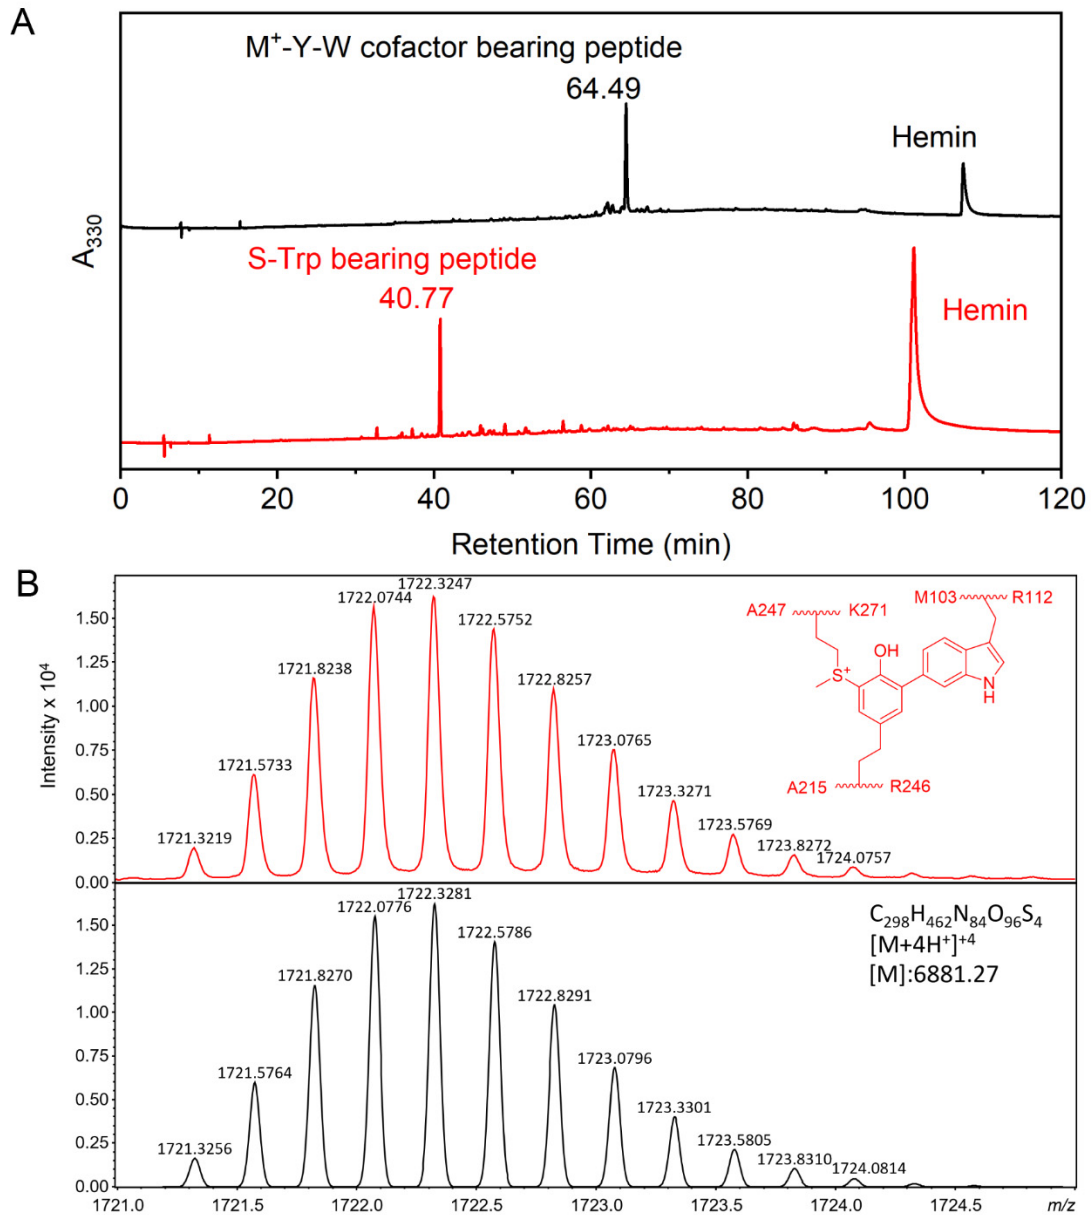 A
M⁺-Y-W cofactor bearing peptide
64.49
Hemin
A₃₃₀
S-Trp bearing peptide
40.77
Hemin
0 20 40 60 80 100 120
Retention Time (min)
B
Intensity x 10⁴
1.50
1.25
1.00
0.75
0.50
0.25
0.00
1721.3219
1721.5733
1721.8238
1722.0744
1722.3247
1722.5752
1722.8257
1723.0765
1723.3271
1723.5769
1723.8272
1724.0757
A247 K271
M103 R112
OH
S⁺
N
H
A215 R246
1.50
1.25
1.00
0.75
0.50
0.25
0.00
1721.3256
1721.5764
1721.8270
1722.0776
1722.3281
1722.5786
1722.8291
1723.0796
1723.3301
1723.5805
1723.8310
1724.0814
C₂₉₈H₄₆₂N₈₄O₉₆S₄
[M+4H⁺]⁺⁴
[M]:6881.27
1721.0 1721.5 1722.0 1722.5 1723.0 1723.5 1724.0 1724.5 m/z